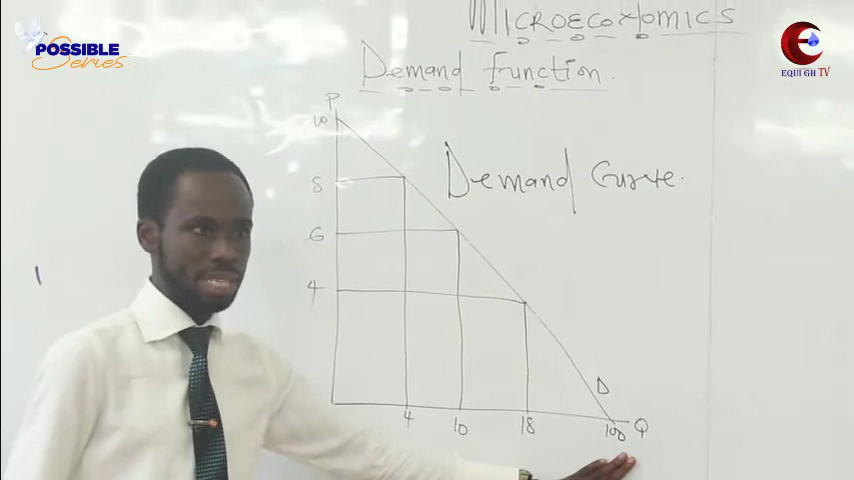 POSSIBLE
Series
EQUI GH TV
Microeconomics
Demand function.
P
10
8
6
4
Demand Curve.
D
4 10 18 100 Q